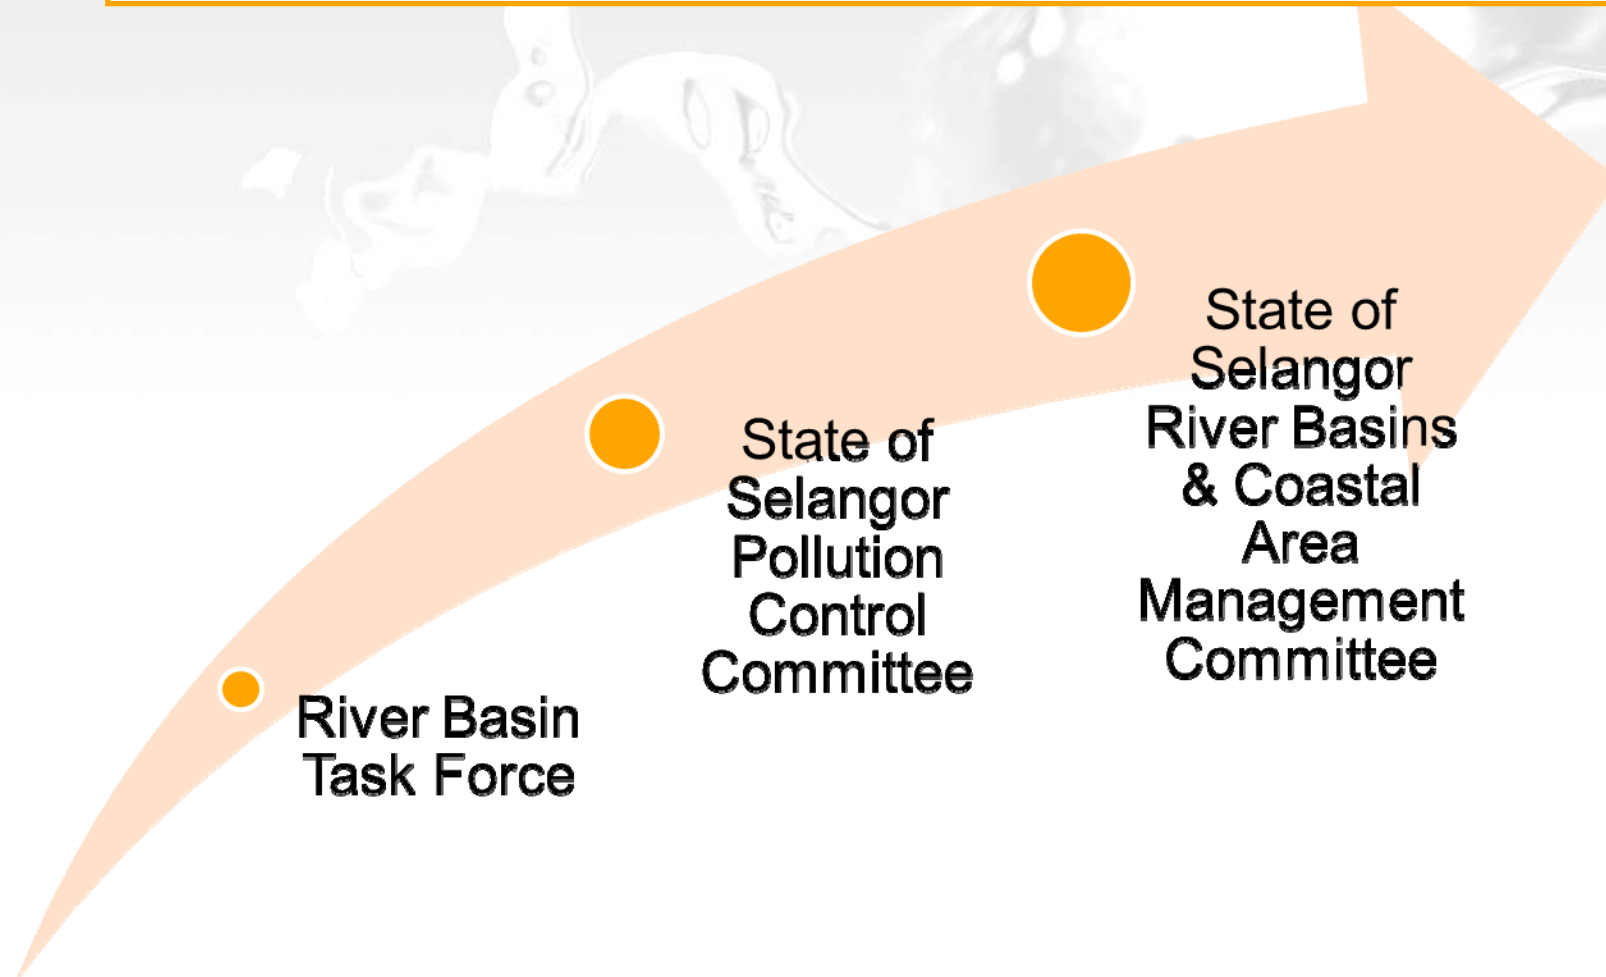 River Basin
Task Force
State of
Selangor
Pollution
Control
Committee
State of
Selangor
River Basins
& Coastal
Area
Management
Committee